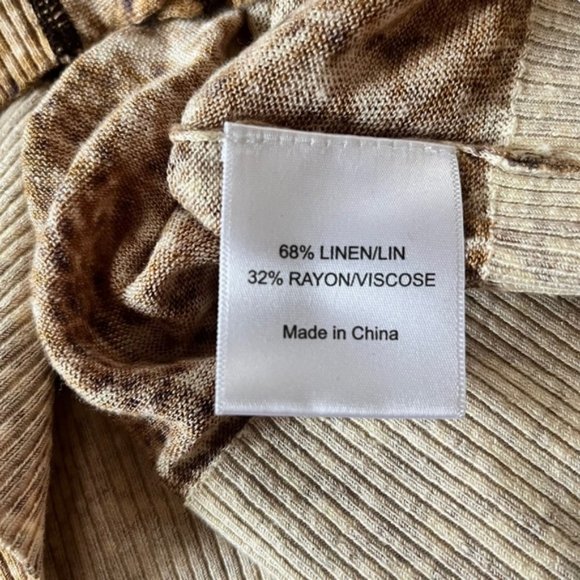 68% LINEN/LIN
32% RAYON/VISCOSE
Made in China